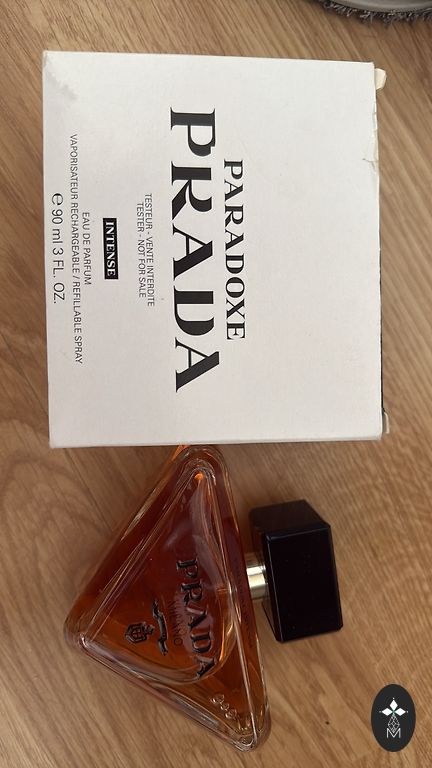 PARADOXE
PRADA
TESTEUR - VENTE INTERDITE
TESTER - NOT FOR SALE
INTENSE
EAU DE PARFUM
VAPORISATEUR RECHARGEABLE / REFILLABLE SPRAY
℮ 90 ml 3 FL. OZ.
PRADA
MILANO
M